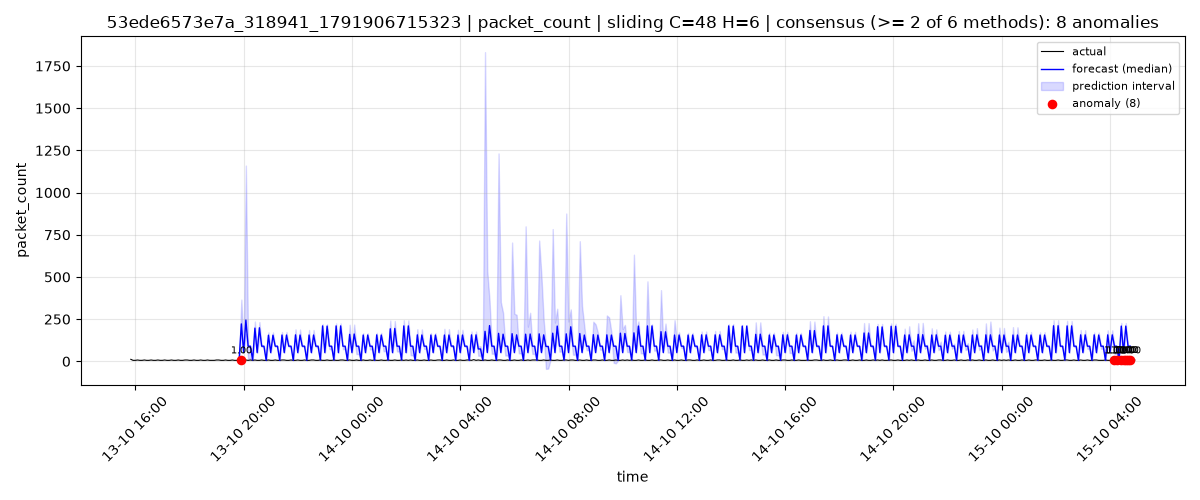 53ede6573e7a_318941_1791906715323 | packet_count | sliding C=48 H=6 | consensus (>= 2 of 6 methods): 8 anomalies
actual
forecast (median)
prediction interval
anomaly (8)
packet_count
1750
1500
1250
1000
750
500
250
0
13-10 16:00
13-10 20:00
14-10 00:00
14-10 04:00
14-10 08:00
14-10 12:00
14-10 16:00
14-10 20:00
15-10 00:00
15-10 04:00
time